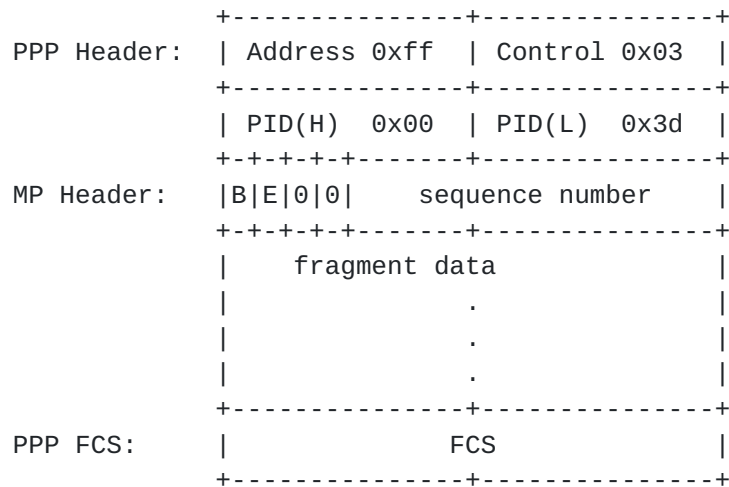 +---------------+---------------+
PPP Header: | Address 0xff | Control 0x03 |
+---------------+---------------+
| PID(H) 0x00 | PID(L) 0x3d |
+-+-+-+-+-------+---------------+
MP Header: |B|E|0|0| sequence number |
+-+-+-+-+-------+---------------+
| fragment data |
| . |
| . |
| . |
+---------------+---------------+
PPP FCS: | FCS |
+---------------+---------------+